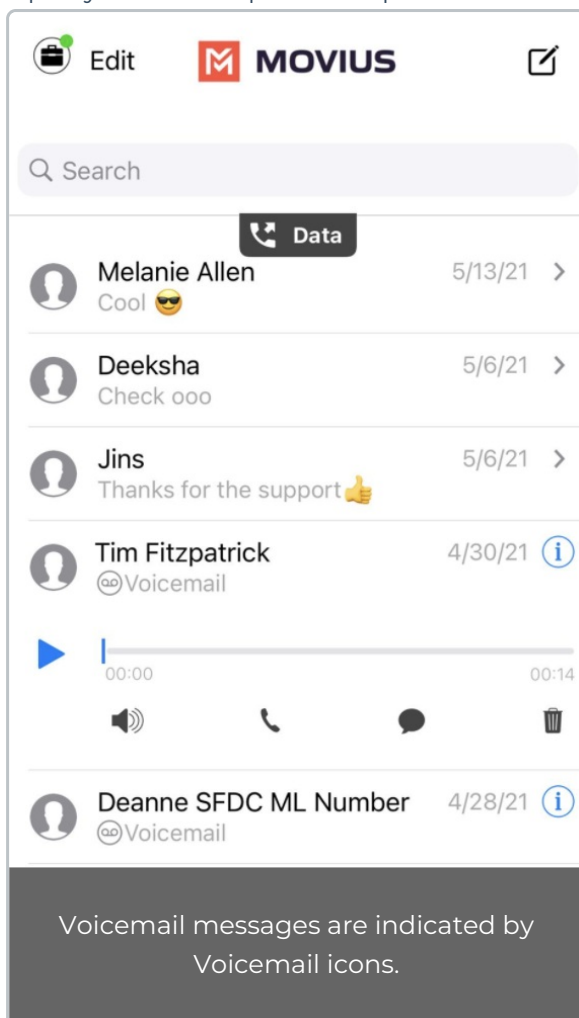 Edit MOVIUS
Search
Data
Melanie Allen 5/13/21
Cool 😎
Deeksha 5/6/21
Check ooo
Jins 5/6/21
Thanks for the support👍
Tim Fitzpatrick 4/30/21
Voicemail
00:00 00:14
Deanne SFDC ML Number 4/28/21
Voicemail
Voicemail messages are indicated by
Voicemail icons.